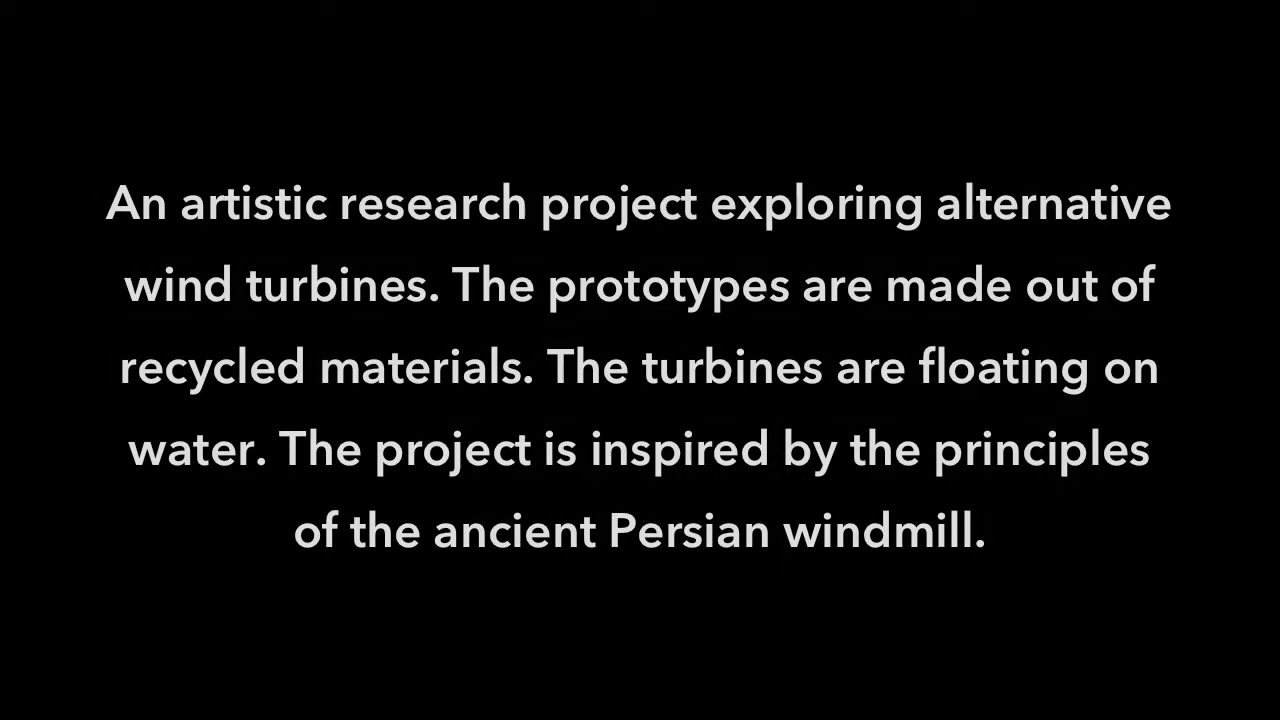 An artistic research project exploring alternative
wind turbines. The prototypes are made out of
recycled materials. The turbines are floating on
water. The project is inspired by the principles
of the ancient Persian windmill.